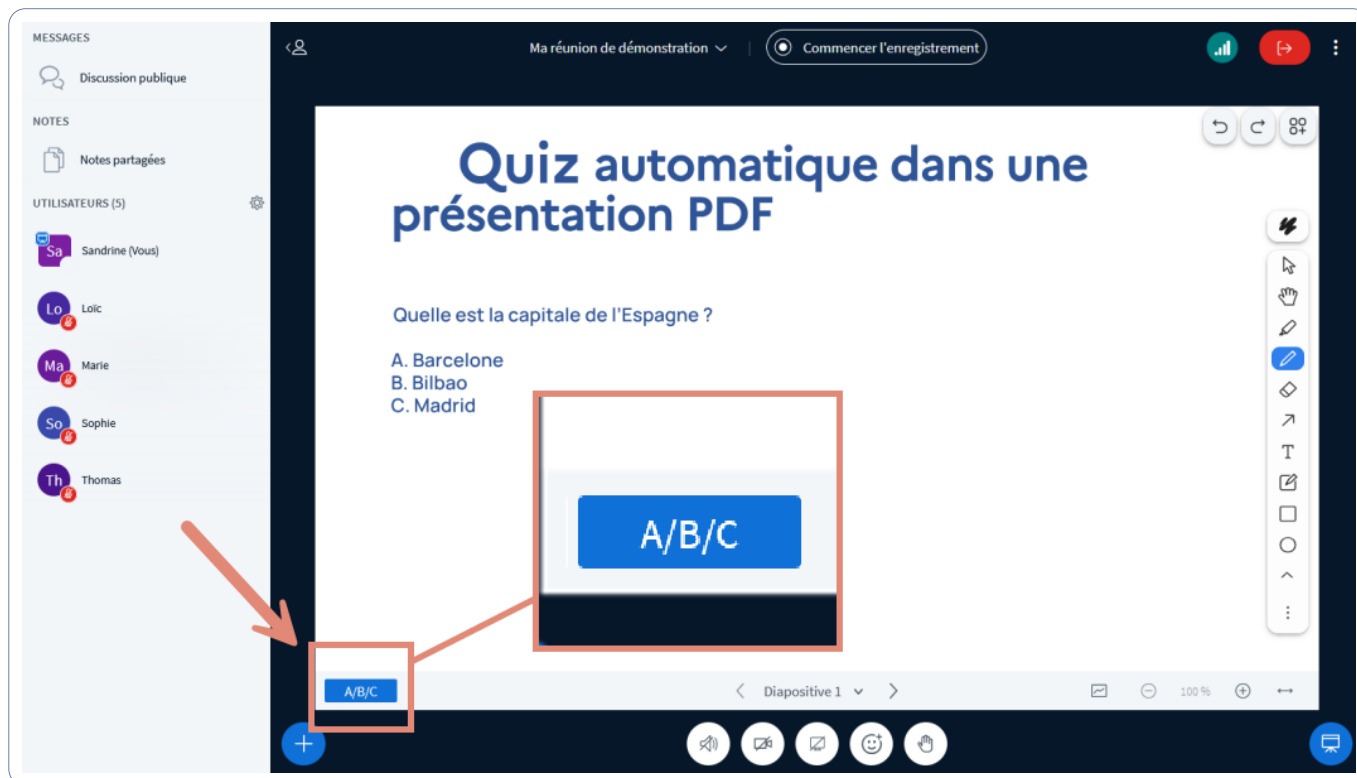 MESSAGES
Discussion publique
NOTES
Notes partagées
UTILISATEURS (5)
Sa Sandrine (Vous)
Lo Loïc
Ma Marie
So Sophie
Th Thomas
Ma réunion de démonstration
Commencer l'enregistrement
Quiz automatique dans une
présentation PDF
Quelle est la capitale de l'Espagne ?
A. Barcelone
B. Bilbao
C. Madrid
A/B/C
T
A/B/C
Diapositive 1
100 %